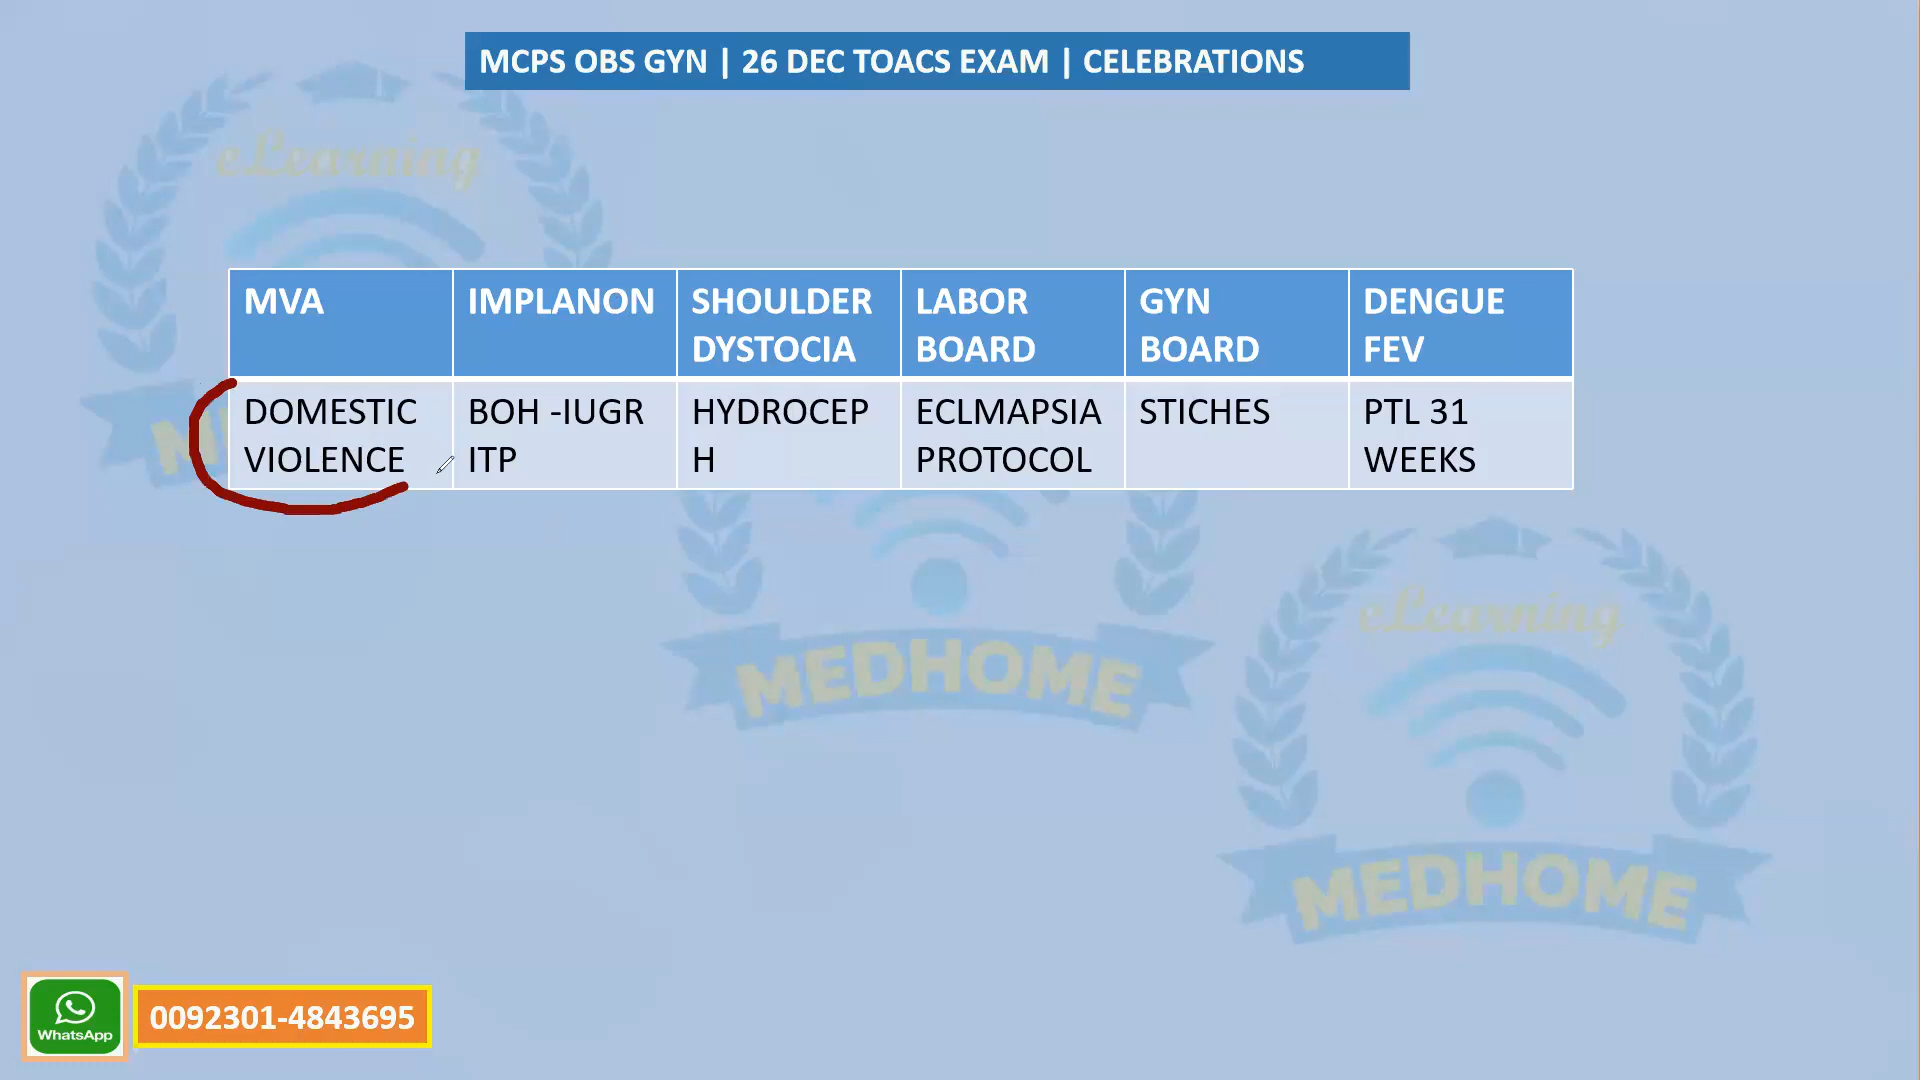 MCPS OBS GYN | 26 DEC TOACS EXAM | CELEBRATIONS
eLearning
MVA
IMPLANON
SHOULDER
DYSTOCIA
LABOR
BOARD
GYN
BOARD
DENGUE
FEV
DOMESTIC
VIOLENCE
BOH -IUGR
ITP
HYDROCEP
H
ECLMAPSIA
PROTOCOL
STICHES
PTL 31
WEEKS
eLearning
MEDHOME
MEDHOME
WhatsApp
0092301-4843695